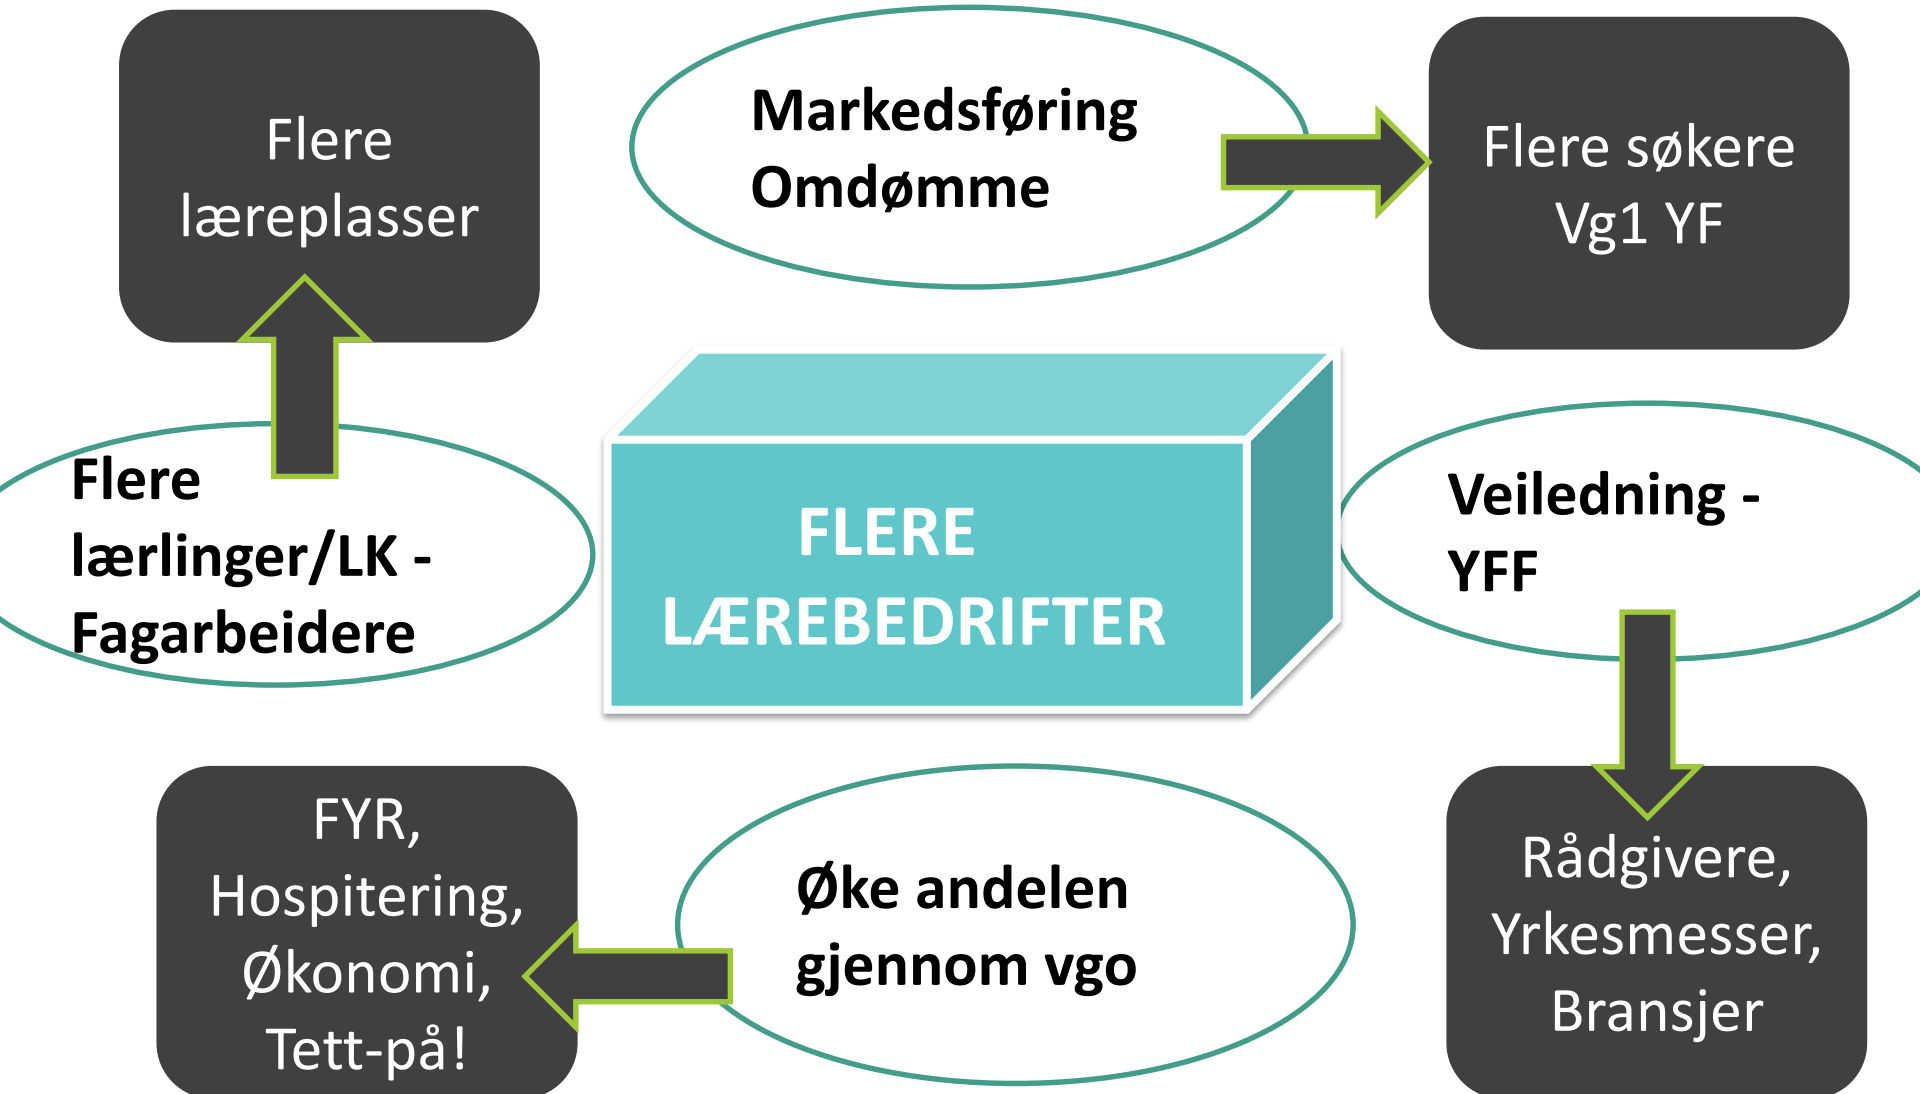 Flere
læreplasser
Markedsføring
Omdømme
Flere søkere
Vg1 YF
Flere
lærlinger/LK -
Fagarbeidere
FLERE
LÆREBEDRIFTER
Veiledning -
YFF
FYR,
Hospitering,
Økonomi,
Tett-på!
Øke andelen
gjennom vgo
Rådgivere,
Yrkesmesser,
Bransjer